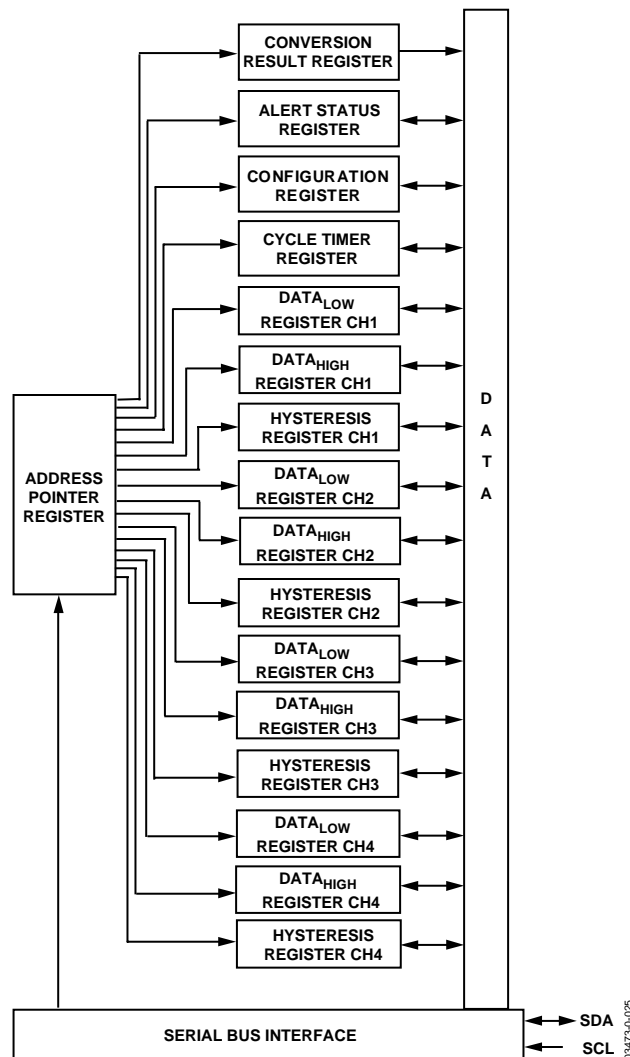 CONVERSION
RESULT REGISTER
ALERT STATUS
REGISTER
CONFIGURATION
REGISTER
CYCLE TIMER
REGISTER
DATALOW
REGISTER CH1
DATAHIGH
REGISTER CH1
HYSTERESIS
REGISTER CH1
DATALOW
REGISTER CH2
DATAHIGH
REGISTER CH2
HYSTERESIS
REGISTER CH2
DATALOW
REGISTER CH3
DATAHIGH
REGISTER CH3
HYSTERESIS
REGISTER CH3
DATALOW
REGISTER CH4
DATAHIGH
REGISTER CH4
HYSTERESIS
REGISTER CH4
ADDRESS
POINTER
REGISTER
D
A
T
A
SERIAL BUS INTERFACE
SDA
SCL